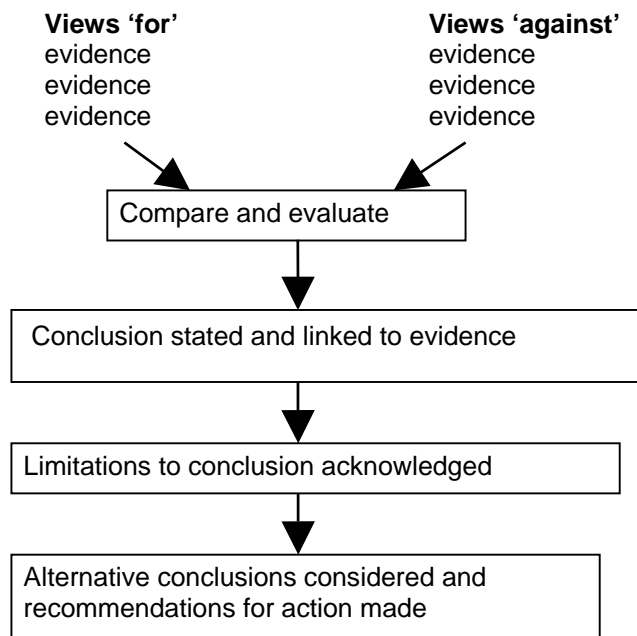 Views ‘for’
evidence
evidence
evidence
Views ‘against’
evidence
evidence
evidence
Compare and evaluate
Conclusion stated and linked to evidence
Limitations to conclusion acknowledged
Alternative conclusions considered and
recommendations for action made